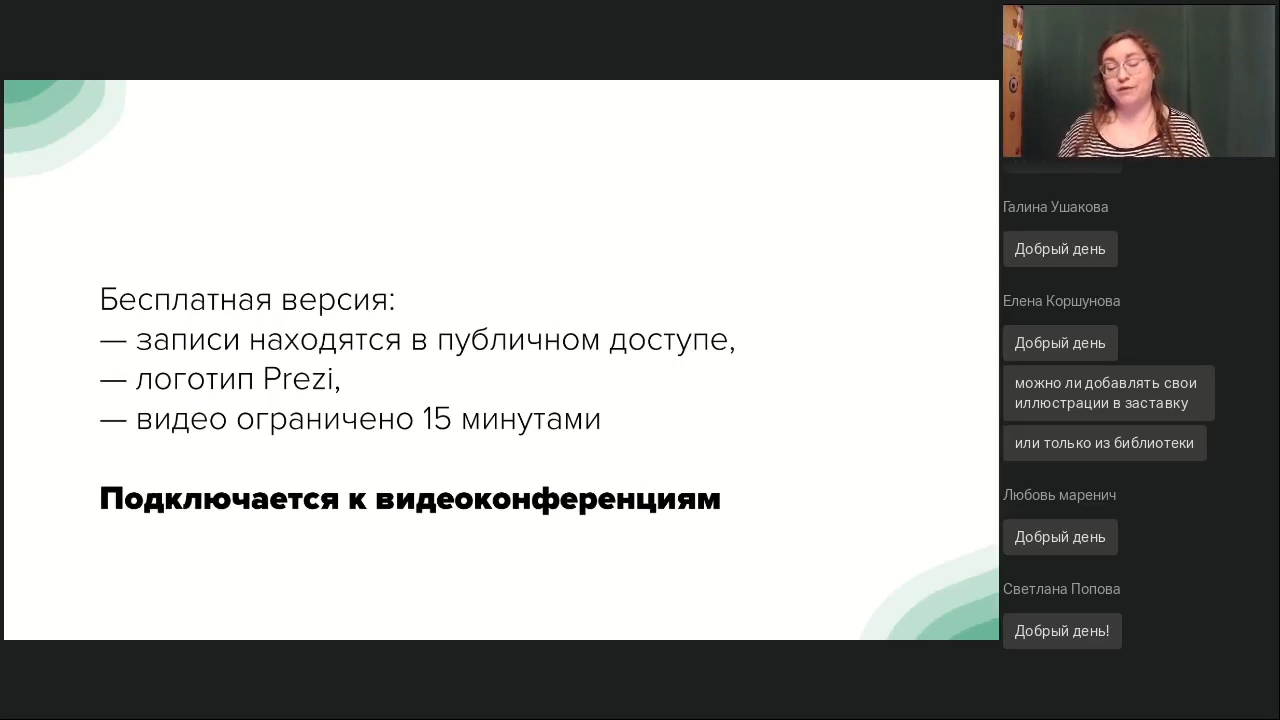 Бесплатная версия:
— записи находятся в публичном доступе,
— логотип Prezi,
— видео ограничено 15 минутами
Подключается к видеоконференциям
Галина Ушакова
Добрый день
Елена Коршунова
Добрый день
можно ли добавлять свои
иллюстрации в заставку
или только из библиотеки
Любовь маренич
Добрый день
Светлана Попова
Добрый день!